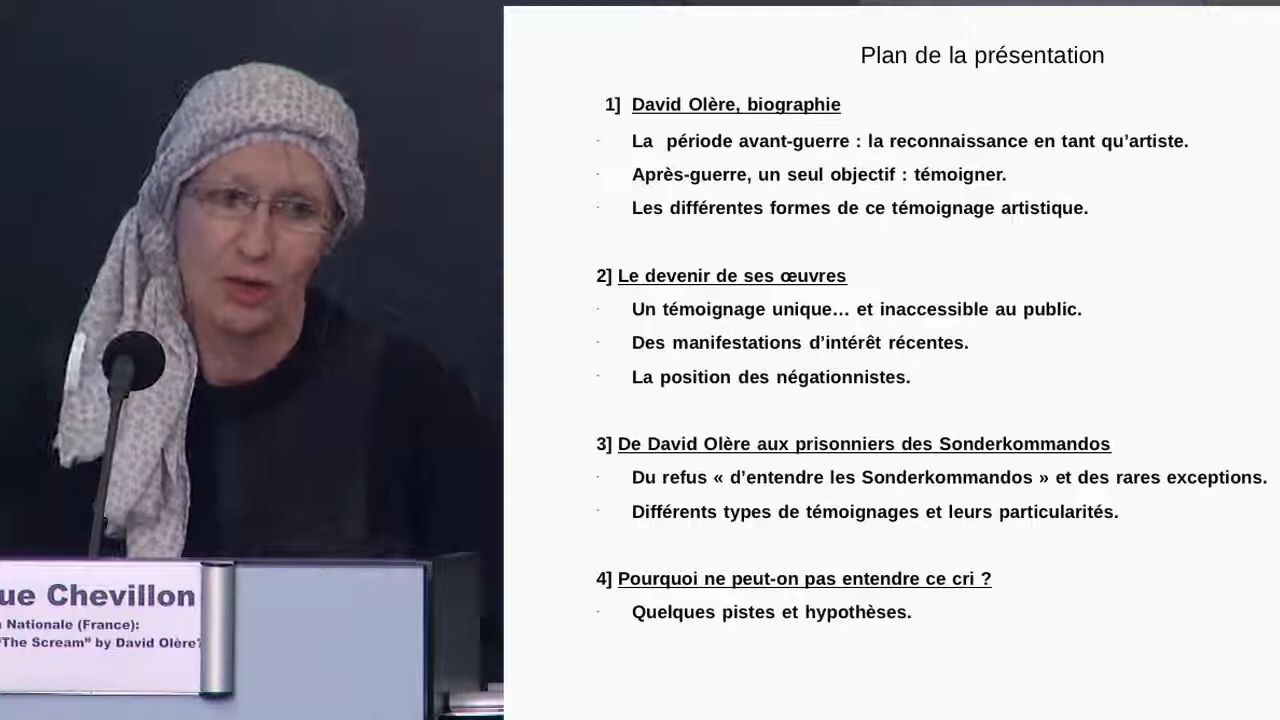 Plan de la présentation
1] David Olère, biographie
La période avant-guerre : la reconnaissance en tant qu’artiste.
Après-guerre, un seul objectif : témoigner.
Les différentes formes de ce témoignage artistique.
2] Le devenir de ses œuvres
Un témoignage unique… et inaccessible au public.
Des manifestations d’intérêt récentes.
La position des négationnistes.
3] De David Olère aux prisonniers des Sonderkommandos
Du refus « d’entendre les Sonderkommandos » et des rares exceptions.
Différents types de témoignages et leurs particularités.
4] Pourquoi ne peut-on pas entendre ce cri ?
Quelques pistes et hypothèses.
ue Chevillon
Nationale (France):
“The Scream” by David Olère?